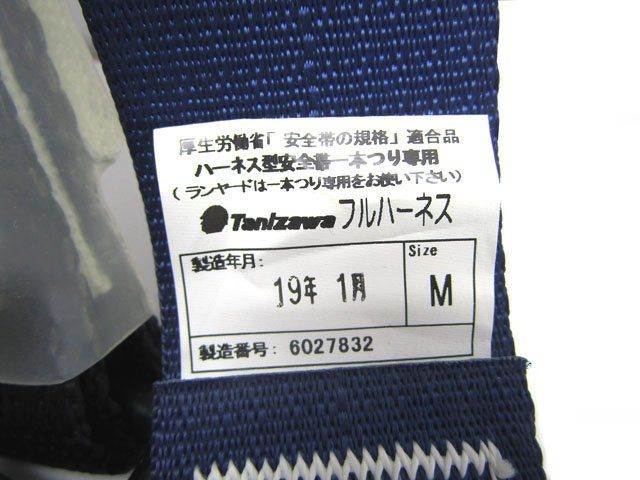 厚生労働省「安全帯の規格」適合品
ハーネス型安全帯一本つり専用
(ランヤードは一本つり専用をお使い下さい)
Tanizawa フルハーネス
製造年月: 19年 1月
Size M
製造番号: 6027832